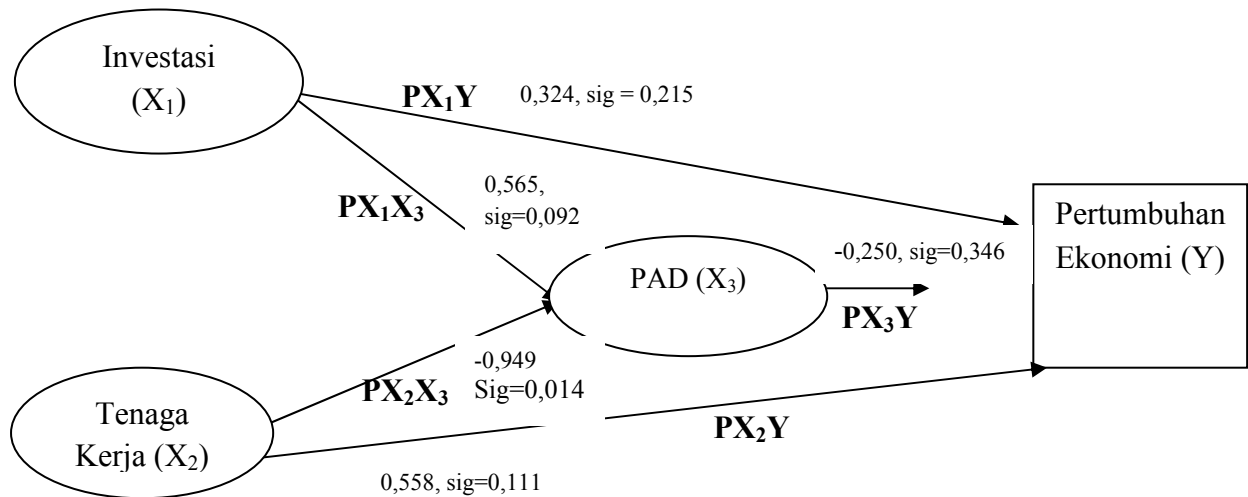 Investasi
(X₁)
PX₁Y
0,324, sig = 0,215
PX₁X₃
0,565,
sig=0,092
PAD (X₃)
-0,250, sig=0,346
PX₃Y
Pertumbuhan
Ekonomi (Y)
Tenaga
Kerja (X₂)
PX₂X₃
-0,949
Sig=0,014
PX₂Y
0,558, sig=0,111